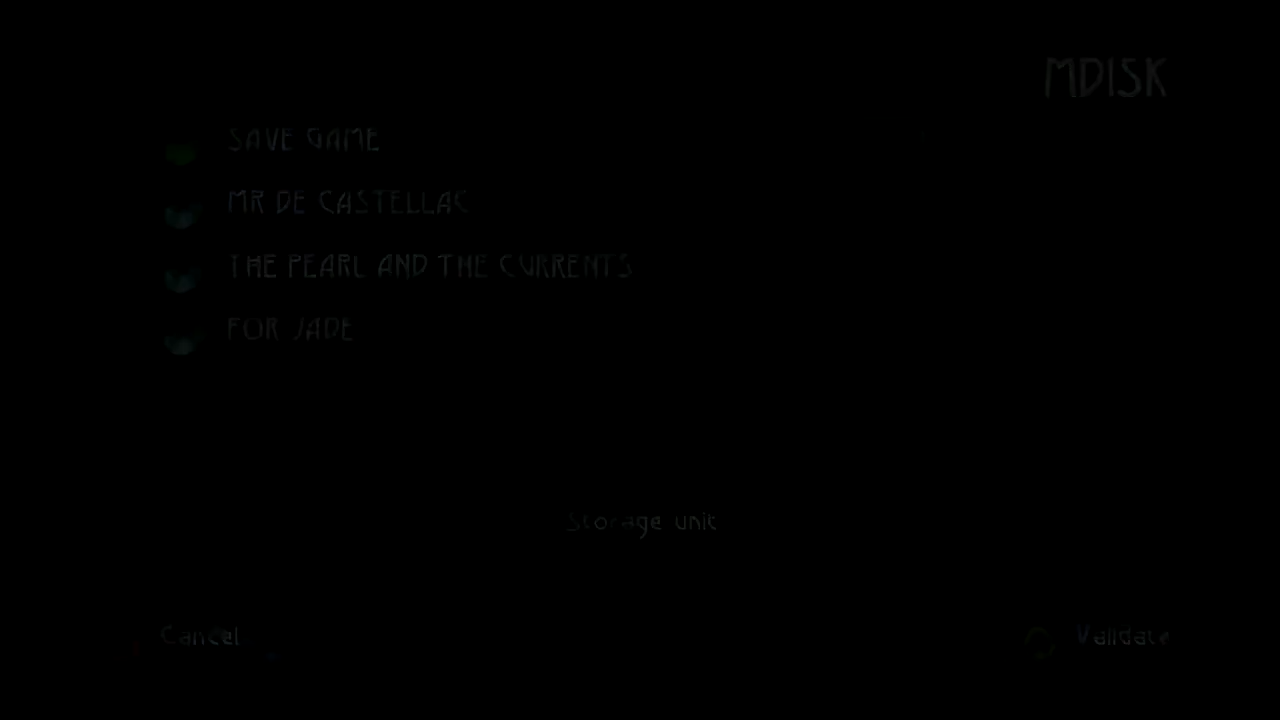 MDISK
SAVE GAME
MR DE CASTELLAC
THE PEARL AND THE CURRENTS
FOR JADE
Storage unit
Cancel
Validate